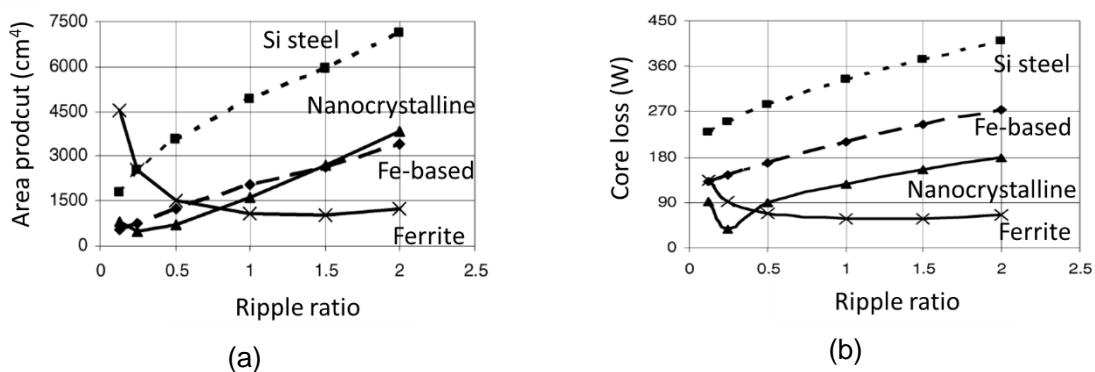 Area prodcut (cm⁴)
7500
6000
4500
3000
1500
0
0
0.5
1
1.5
2
2.5
Si steel
Nanocrystalline
Fe-based
Ferrite
Ripple ratio
(a)
Core loss (W)
450
360
270
180
90
0
0
0.5
1
1.5
2
2.5
Si steel
Fe-based
Nanocrystalline
Ferrite
Ripple ratio
(b)